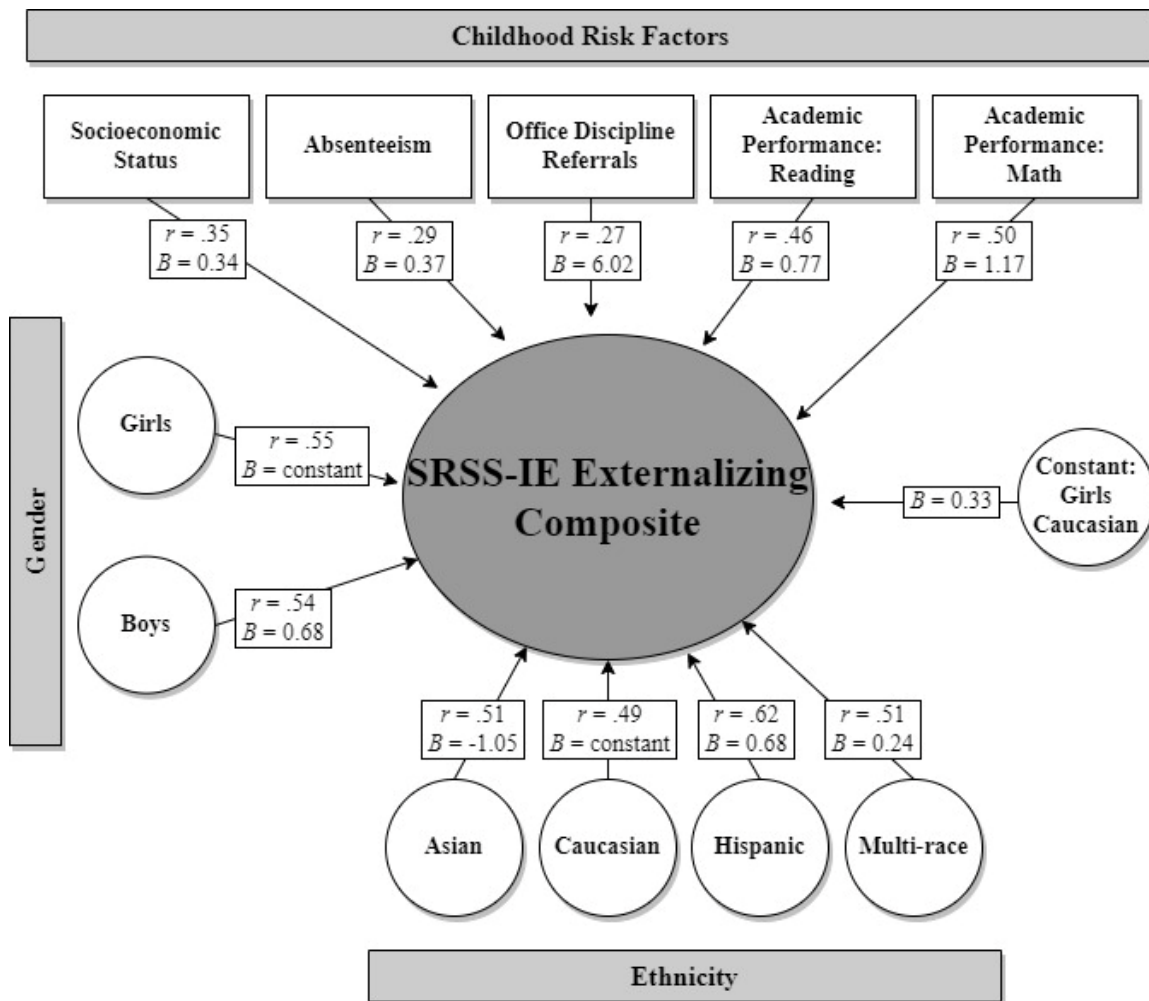 Childhood Risk Factors
Socioeconomic
Status
Absenteeism
Office Discipline
Referrals
Academic
Performance:
Reading
Academic
Performance:
Math
r = .35
B = 0.34
r = .29
B = 0.37
r = .27
B = 6.02
r = .46
B = 0.77
r = .50
B = 1.17
Gender
Girls
r = .55
B = constant
Boys
r = .54
B = 0.68
SRSS-IE Externalizing
Composite
B = 0.33
Constant:
Girls
Caucasian
r = .51
B = -1.05
r = .49
B = constant
r = .62
B = 0.68
r = .51
B = 0.24
Asian
Caucasian
Hispanic
Multi-race
Ethnicity